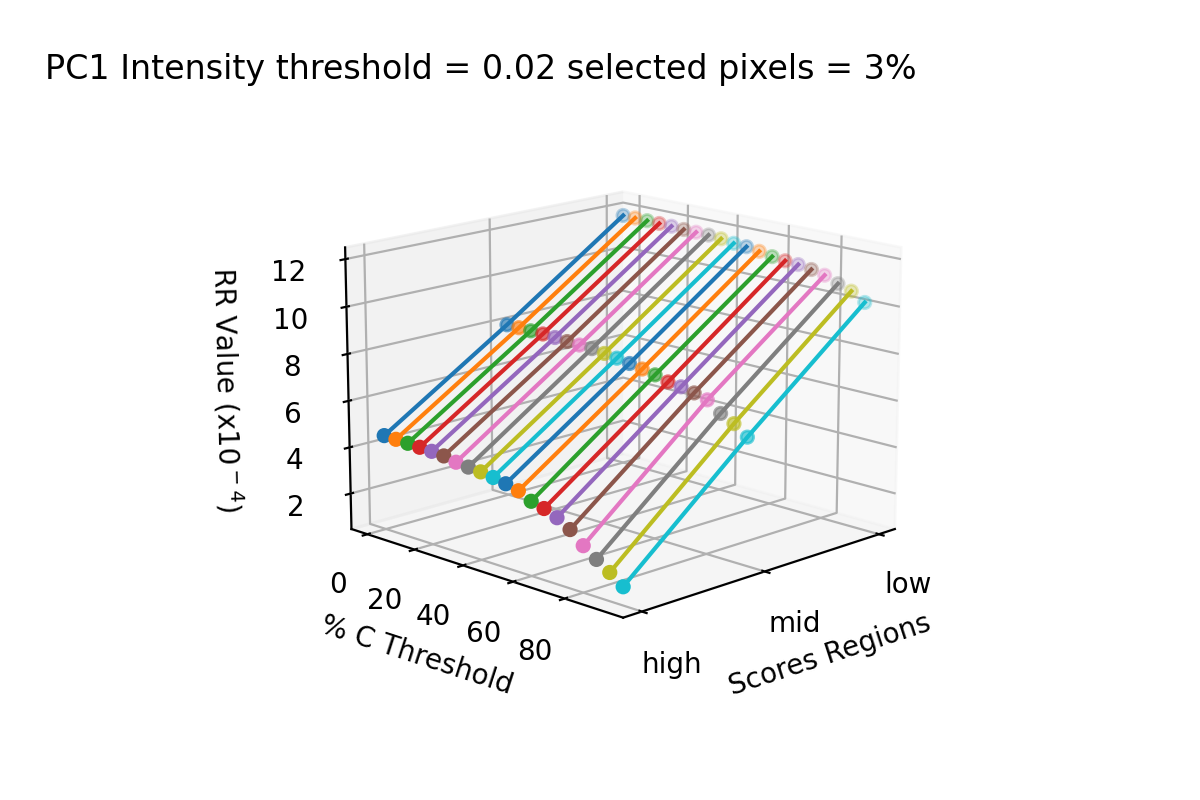 PC1 Intensity threshold = 0.02 selected pixels = 3%
RR Value (x10⁻⁴)
12
10
8
6
4
2
0
20
40
60
80
% C Threshold
high
mid
low
Scores Regions